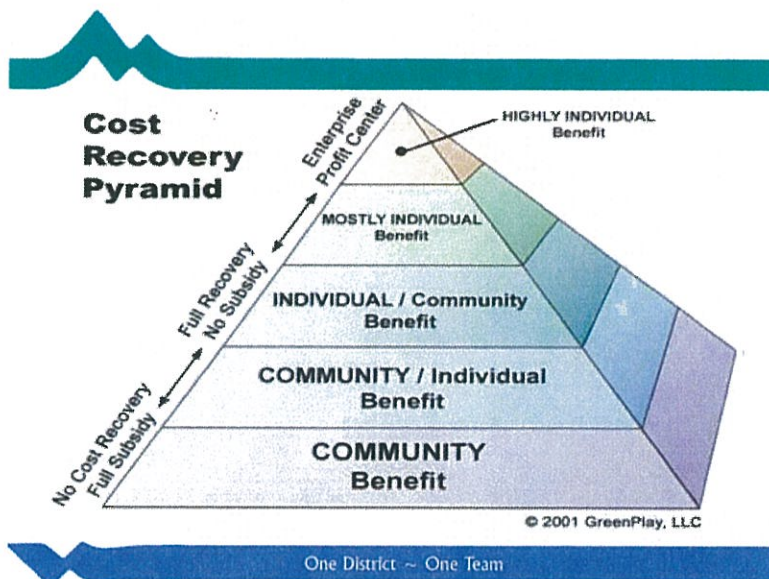 Cost
Recovery
Pyramid
Enterprise
Profit Center
HIGHLY INDIVIDUAL
Benefit
MOSTLY INDIVIDUAL
Benefit
Full Recovery
No Subsidy
INDIVIDUAL / Community
Benefit
COMMUNITY / Individual
Benefit
No Cost Recovery
Full Subsidy
COMMUNITY
Benefit
© 2001 GreenPlay, LLC
One District ~ One Team